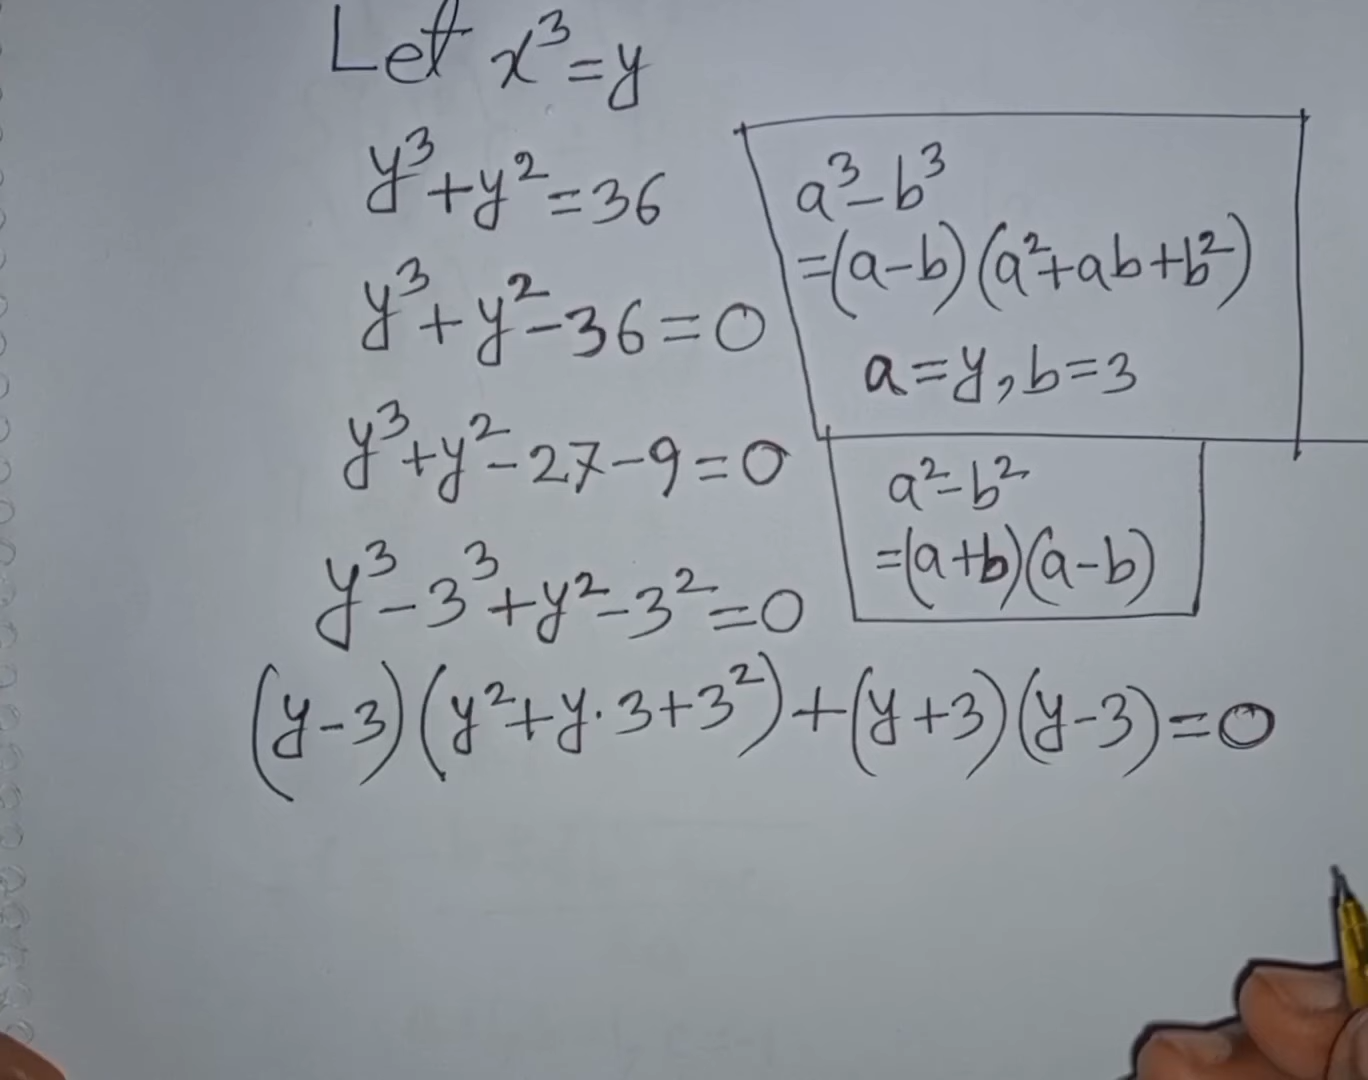 Let x³=y
y³+y²=36
y³+y²-36=0
y³+y²-27-9=0
y³-3³+y²-3²=0
(y-3)(y²+y·3+3²)+(y+3)(y-3)=0
a³-b³
=(a-b)(a²+ab+b²)
a=y,b=3
a²-b²
=(a+b)(a-b)